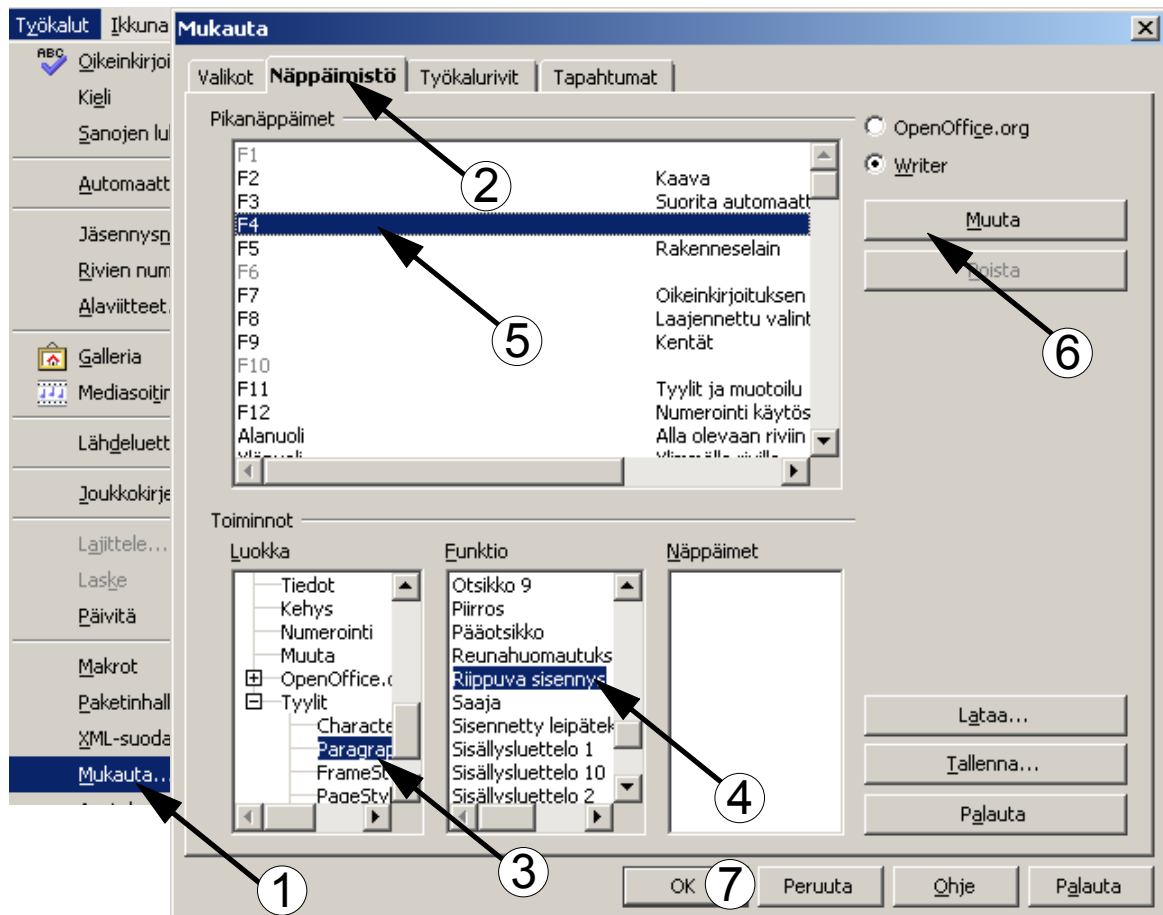 Työkalut Ikkuna
ABC Oikeinkirjoi
Kieli
Sanojen lu
Automaatt
Jäsennysn
Rivien num
Alaviitteet.
Galleria
Mediasoitin
Lähdeluett
Joukkokirje
Lajittele...
Laske
Päivitä
Makrot
Paketinhall
XML-suoda
Mukauta...
1
Mukauta
Valikot Näppäimistö Työkalurivit Tapahtumat
2
Pikanäppäimet
F1
F2 Kaava
F3 Suorita automaatt
F4
F5 Rakenneselain
F6
F7 Oikeinkirjoituksen
F8 Laajennettu valint
F9 Kentät
F10
F11 Tyylit ja muotoilu
F12 Numerointi käytös
Alanuoli Alla olevaan riviin
5
OpenOffice.org
Writer
Muuta
Poista
6
Toiminnot
Luokka
Tiedot
Kehys
Numerointi
Muuta
OpenOffice.o
Tyylit
Characte
Paragrap
FrameSt
PageStyl
3
Funktio
Otsikko 9
Piirros
Pääotsikko
Reunahuomautuks
Riippuva sisennys
Saaja
Sisennetty leipätek
Sisällysluettelo 1
Sisällysluettelo 10
Sisällysluettelo 2
4
Näppäimet
Lataa...
Tallenna...
Palauta
OK 7 Peruuta Ohje Palauta